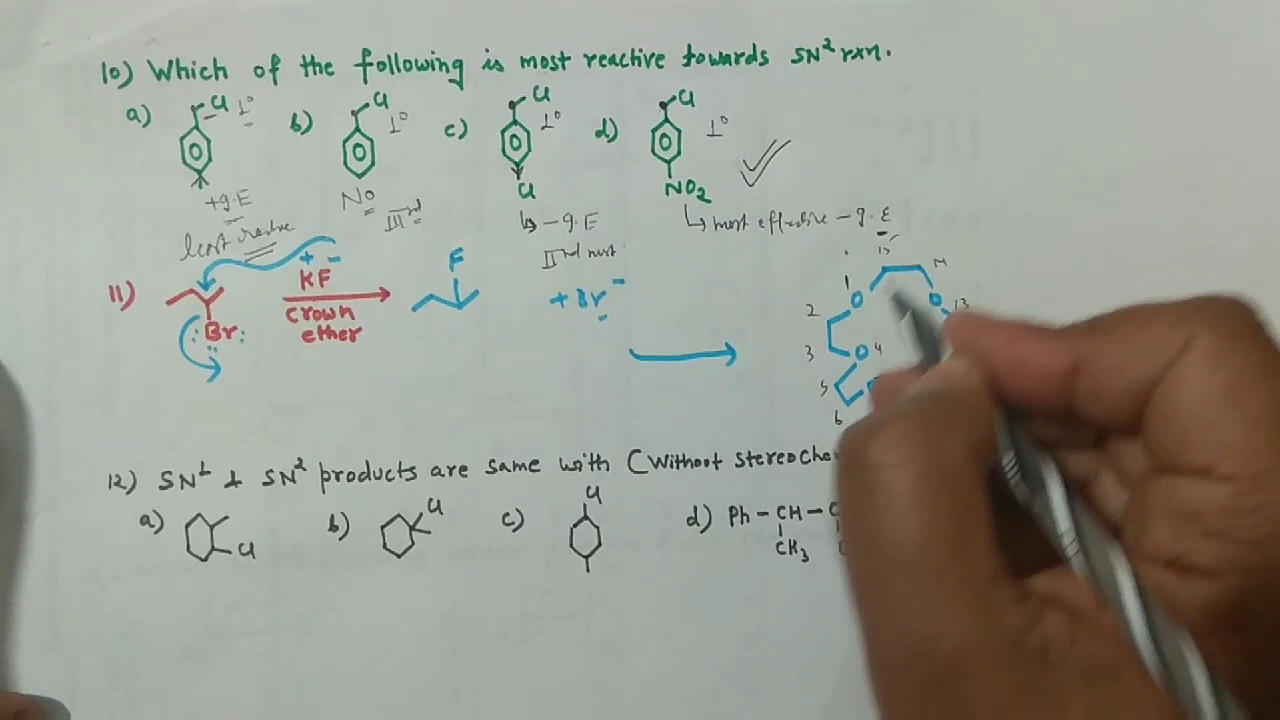 10) Which of the following is most reactive towards SN² rxn.
a) Cl 1° b) Cl 1° c) Cl 1° d) Cl 1°
Cl NO₂
+I.E No -I.E most effective -I.E
least reactive IIIrd IInd most
11) Br KF + - crown ether F + Br⁻
O 1 2 3 O 4 5 6 O 13 14 15
12) SN¹ & SN² products are same with (Without
a) Cl b) Cl c) Cl d) Ph - CH -
CH₃